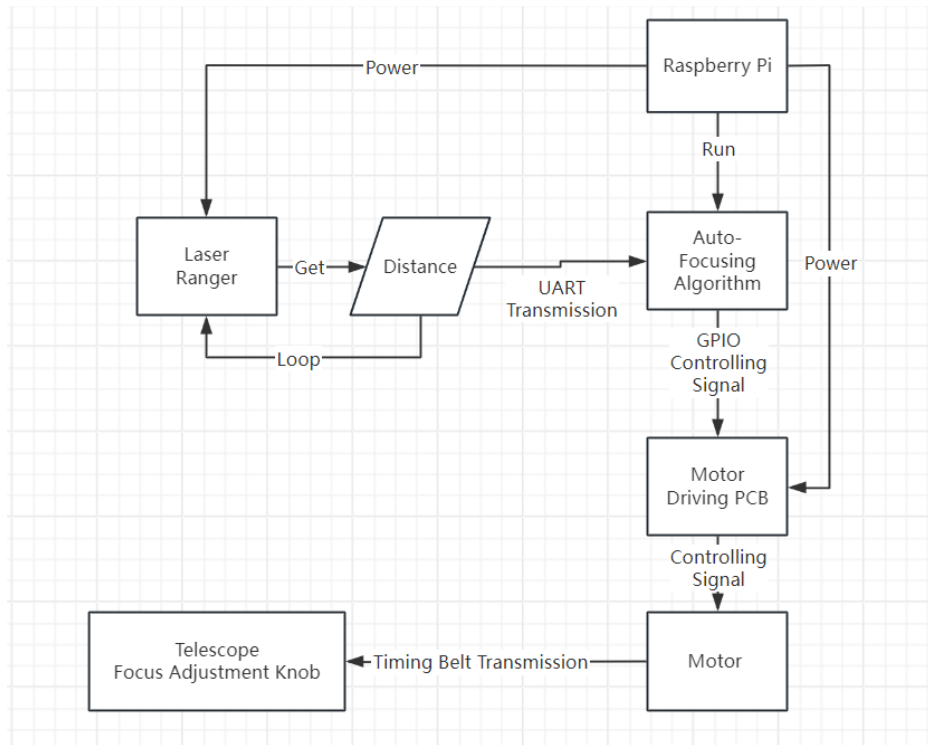 Raspberry Pi
Power
Run
Laser
Ranger
Get
Distance
UART
Transmission
Auto-
Focusing
Algorithm
Power
Loop
GPIO
Controlling
Signal
Motor
Driving PCB
Controlling
Signal
Motor
Timing Belt Transmission
Telescope
Focus Adjustment Knob